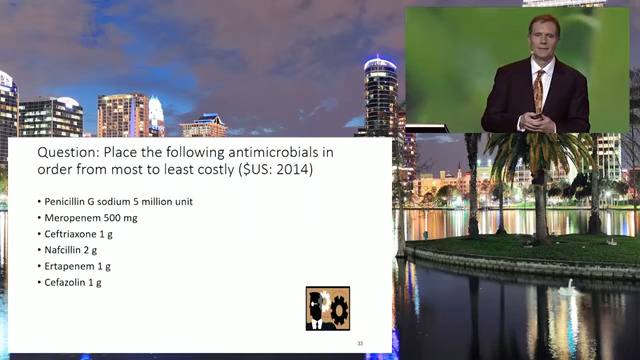 Question: Place the following antimicrobials in
order from most to least costly ($US: 2014)
• Penicillin G sodium 5 million unit
• Meropenem 500 mg
• Ceftriaxone 1 g
• Nafcillin 2 g
• Ertapenem 1 g
• Cefazolin 1 g
33